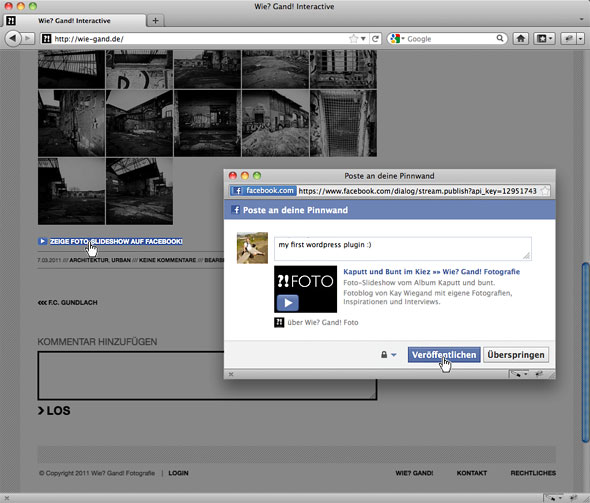 Wie? Gand! Interactive
?! Wie? Gand! Interactive
http://wie-gand.de/
Google
ZEIGE FOTO SLIDESHOW AUF FACEBOOK!
7.09.2011 /// ARCHITEKTUR, URBAN /// KEINE KOMMENTARE /// BEARBEI
<<< F.C. GUNDLACH
KOMMENTAR HINZUFÜGEN
> LOS
© Copyright 2011 Wie? Gand! Fotografie | LOGIN
WIE? GAND! KONTAKT RECHTLICHES
Poste an deine Pinnwand
facebook.com https://www.facebook.com/dialog/stream.publish?api_key=12951743
Poste an deine Pinnwand
my first wordpress plugin :)
?! FOTO
Kaputt und Bunt im Kiez »» Wie? Gand! Fotografie
Foto-Slideshow vom Album Kaputt und bunt.
Fotoblog von Kay Wiegand mit eigene Fotografien,
Inspirationen und Interviews.
?! über Wie? Gand! Foto
Veröffentlichen Überspringen